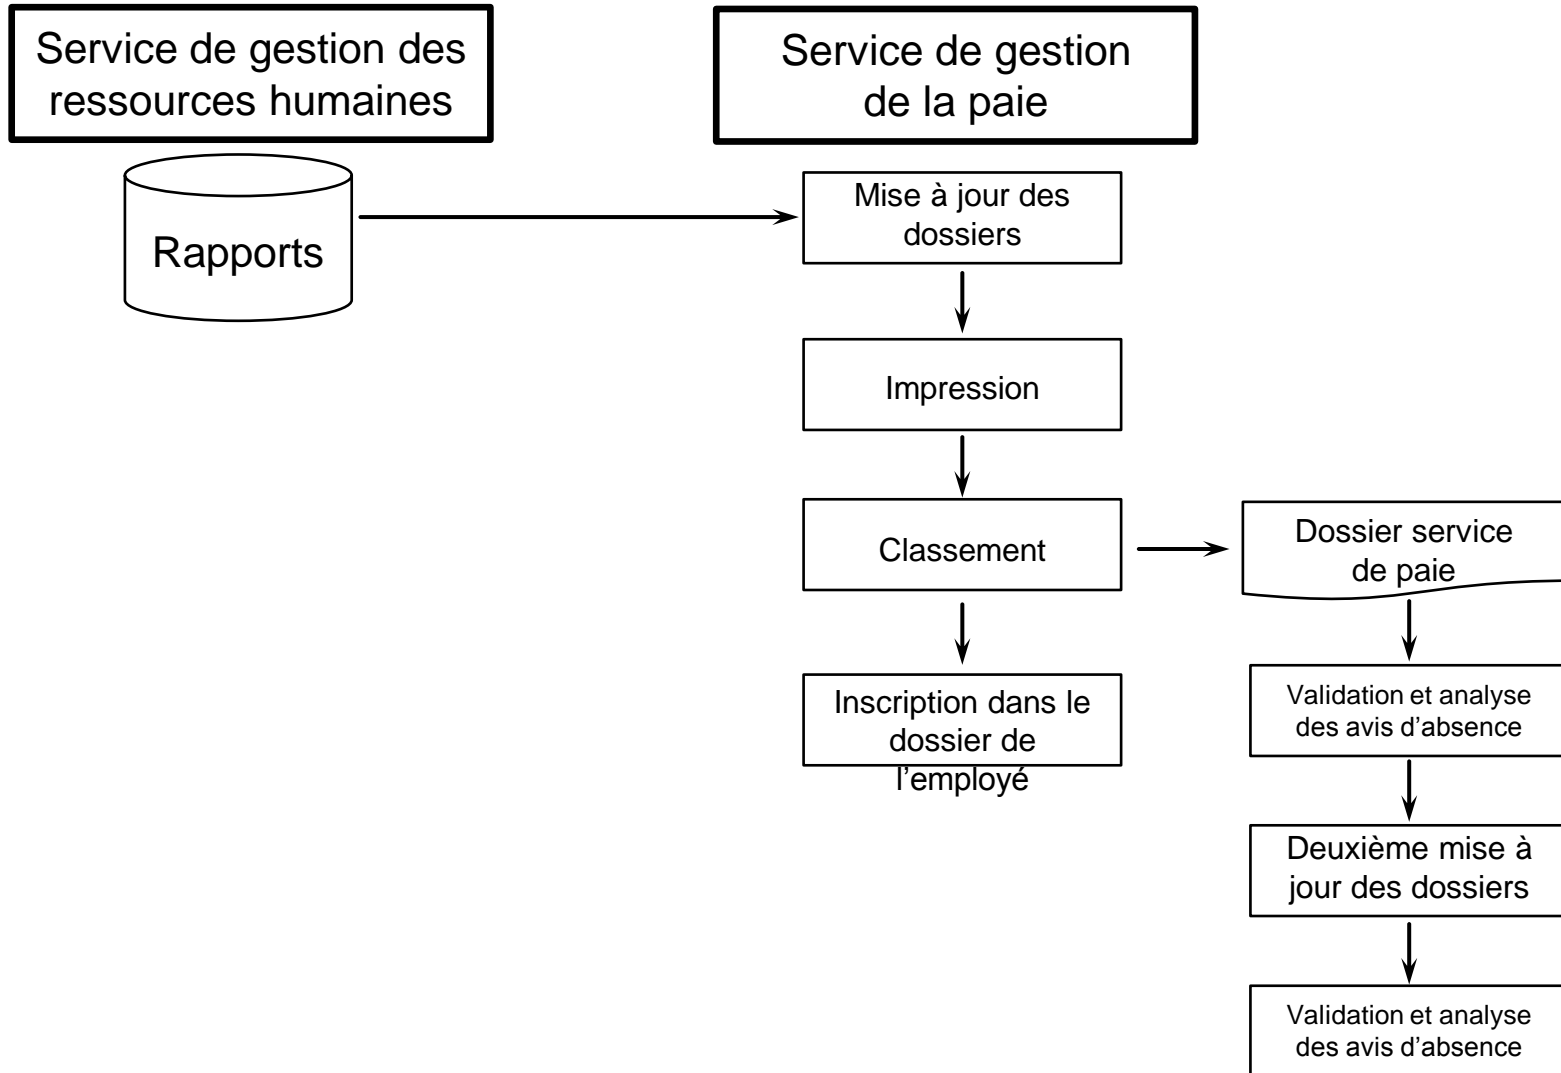 Service de gestion des
ressources humaines
Service de gestion
de la paie
Rapports
Mise à jour des
dossiers
Impression
Classement
Dossier service
de paie
Inscription dans le
dossier de
l’employé
Validation et analyse
des avis d’absence
Deuxième mise à
jour des dossiers
Validation et analyse
des avis d’absence